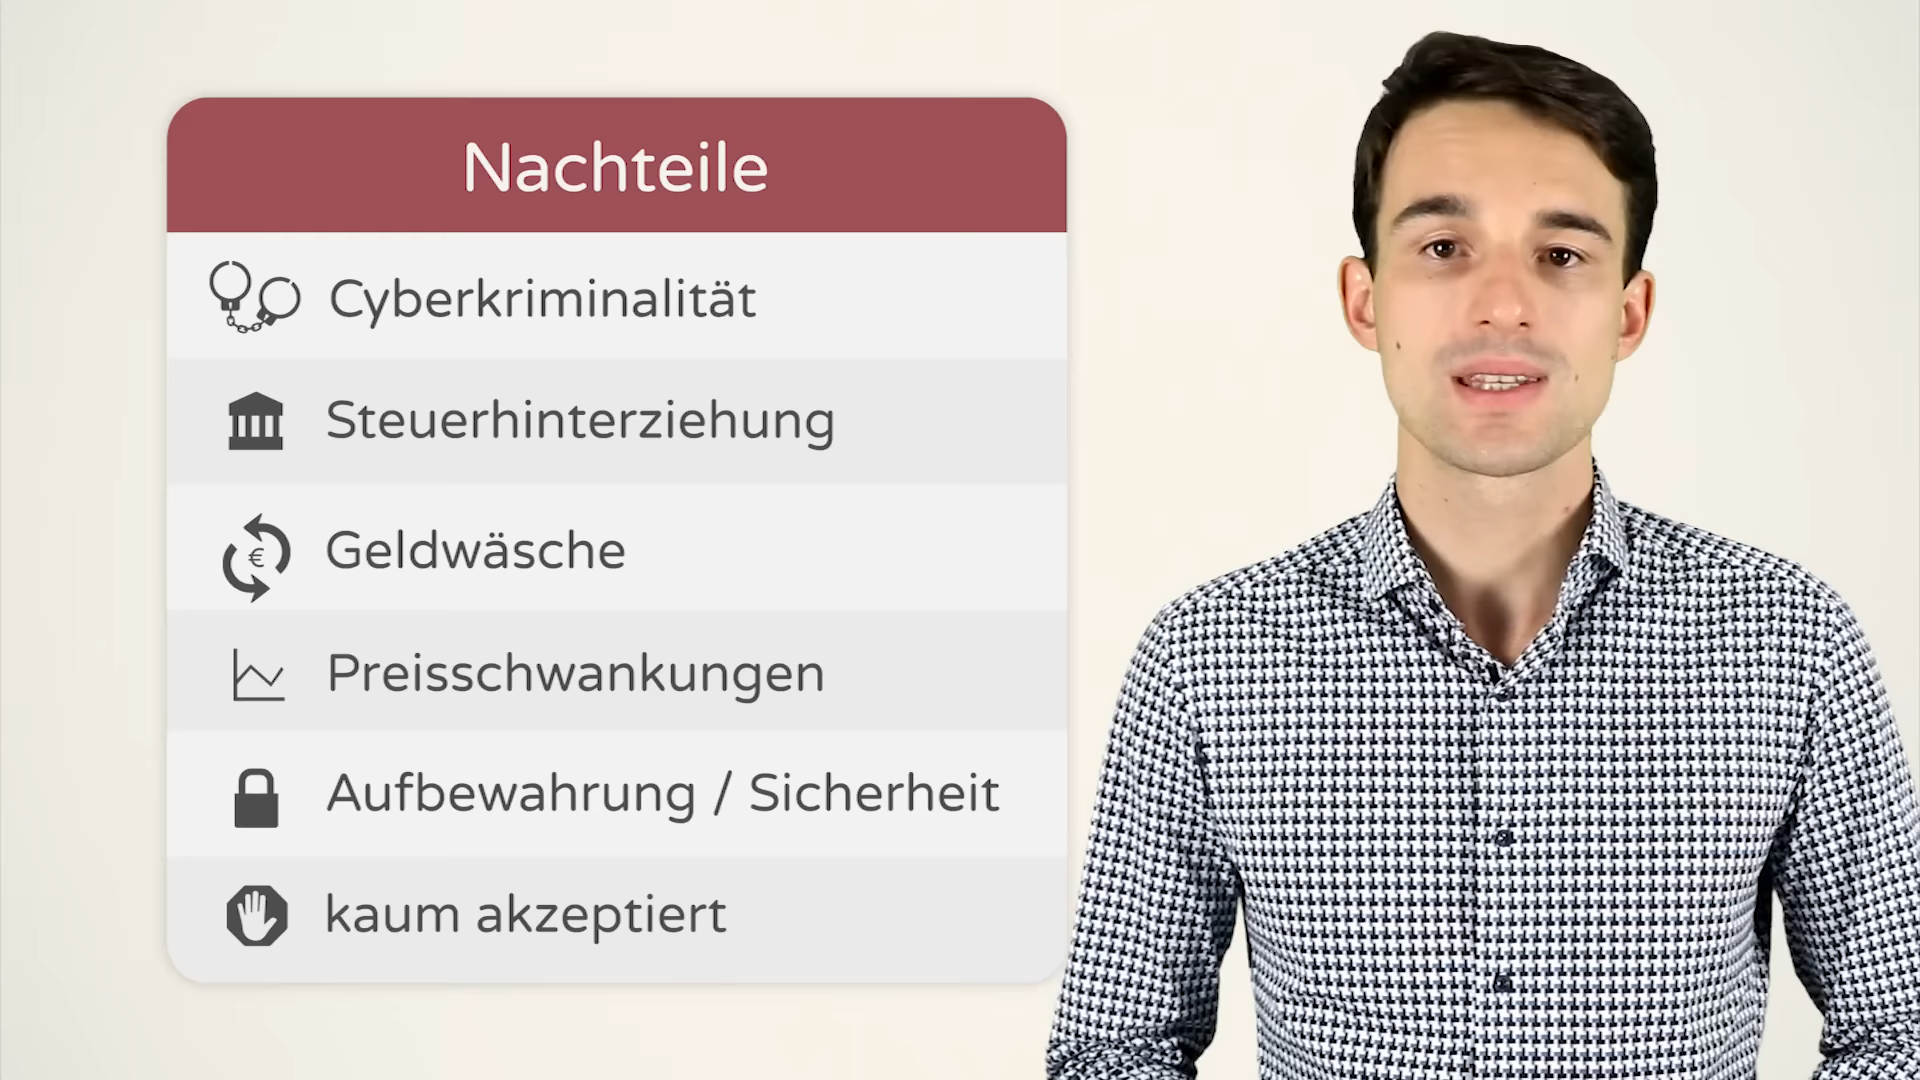 Nachteile
Cyberkriminalität
Steuerhinterziehung
€
Geldwäsche
Preisschwankungen
Aufbewahrung / Sicherheit
kaum akzeptiert